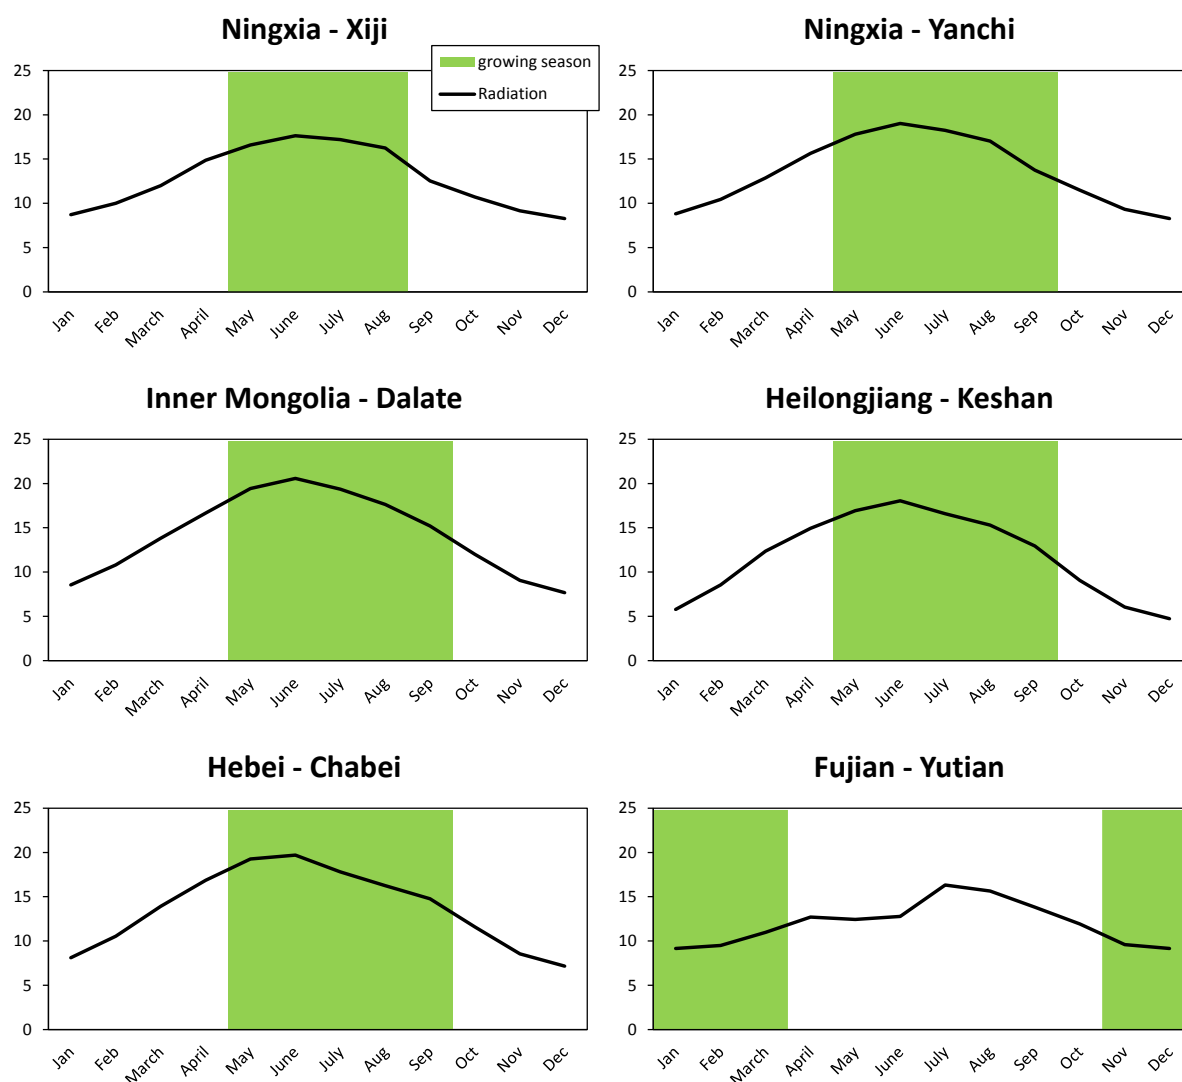 Ningxia - Xiji
25
20
15
10
5
0
Jan
Feb
March
April
May
June
July
Aug
Sep
Oct
Nov
Dec
growing season
Radiation
Ningxia - Yanchi
25
20
15
10
5
0
Jan
Feb
March
April
May
June
July
Aug
Sep
Oct
Nov
Dec
Inner Mongolia - Dalate
25
20
15
10
5
0
Jan
Feb
March
April
May
June
July
Aug
Sep
Oct
Nov
Dec
Heilongjiang - Keshan
25
20
15
10
5
0
Jan
Feb
March
April
May
June
July
Aug
Sep
Oct
Nov
Dec
Hebei - Chabei
25
20
15
10
5
0
Jan
Feb
March
April
May
June
July
Aug
Sep
Oct
Nov
Dec
Fujian - Yutian
25
20
15
10
5
0
Jan
Feb
March
April
May
June
July
Aug
Sep
Oct
Nov
Dec